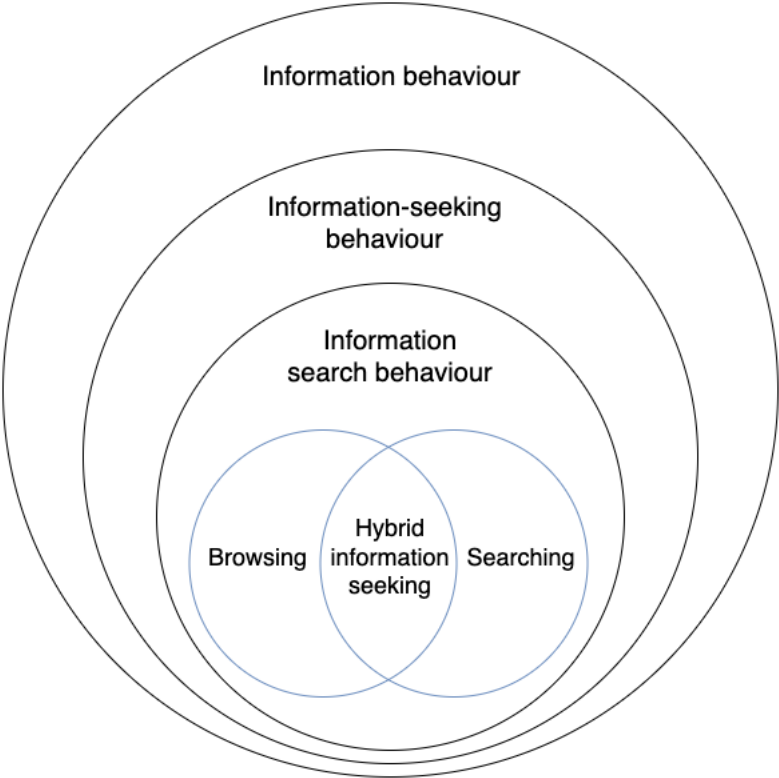 Information behaviour
Information-seeking
behaviour
Information
search behaviour
Browsing
Hybrid
information
seeking
Searching